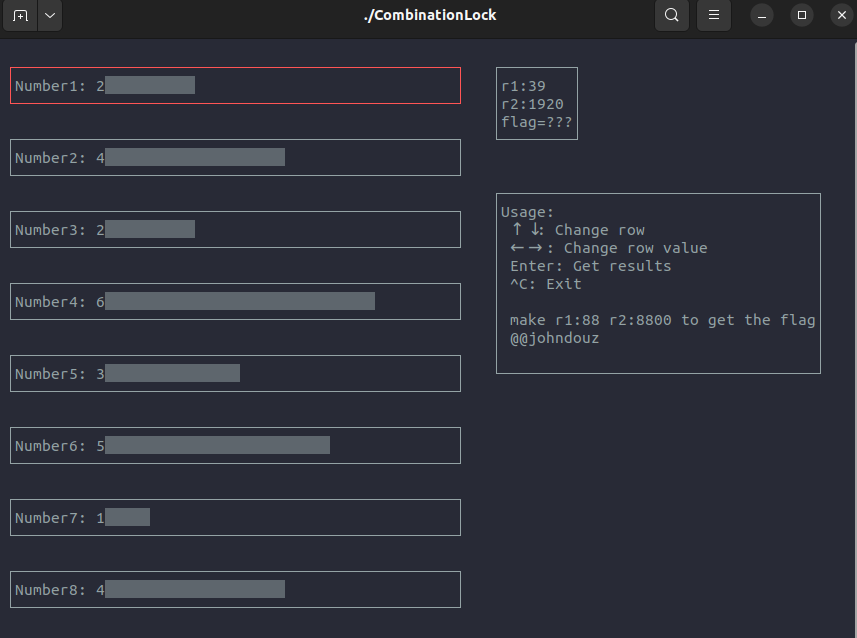 ./CombinationLock
Number1: 2
Number2: 4
Number3: 2
Number4: 6
Number5: 3
Number6: 5
Number7: 1
Number8: 4
r1:39
r2:1920
flag=???
Usage:
↑ ↓: Change row
←→: Change row value
Enter: Get results
^C: Exit
make r1:88 r2:8800 to get the flag
@@johndouz